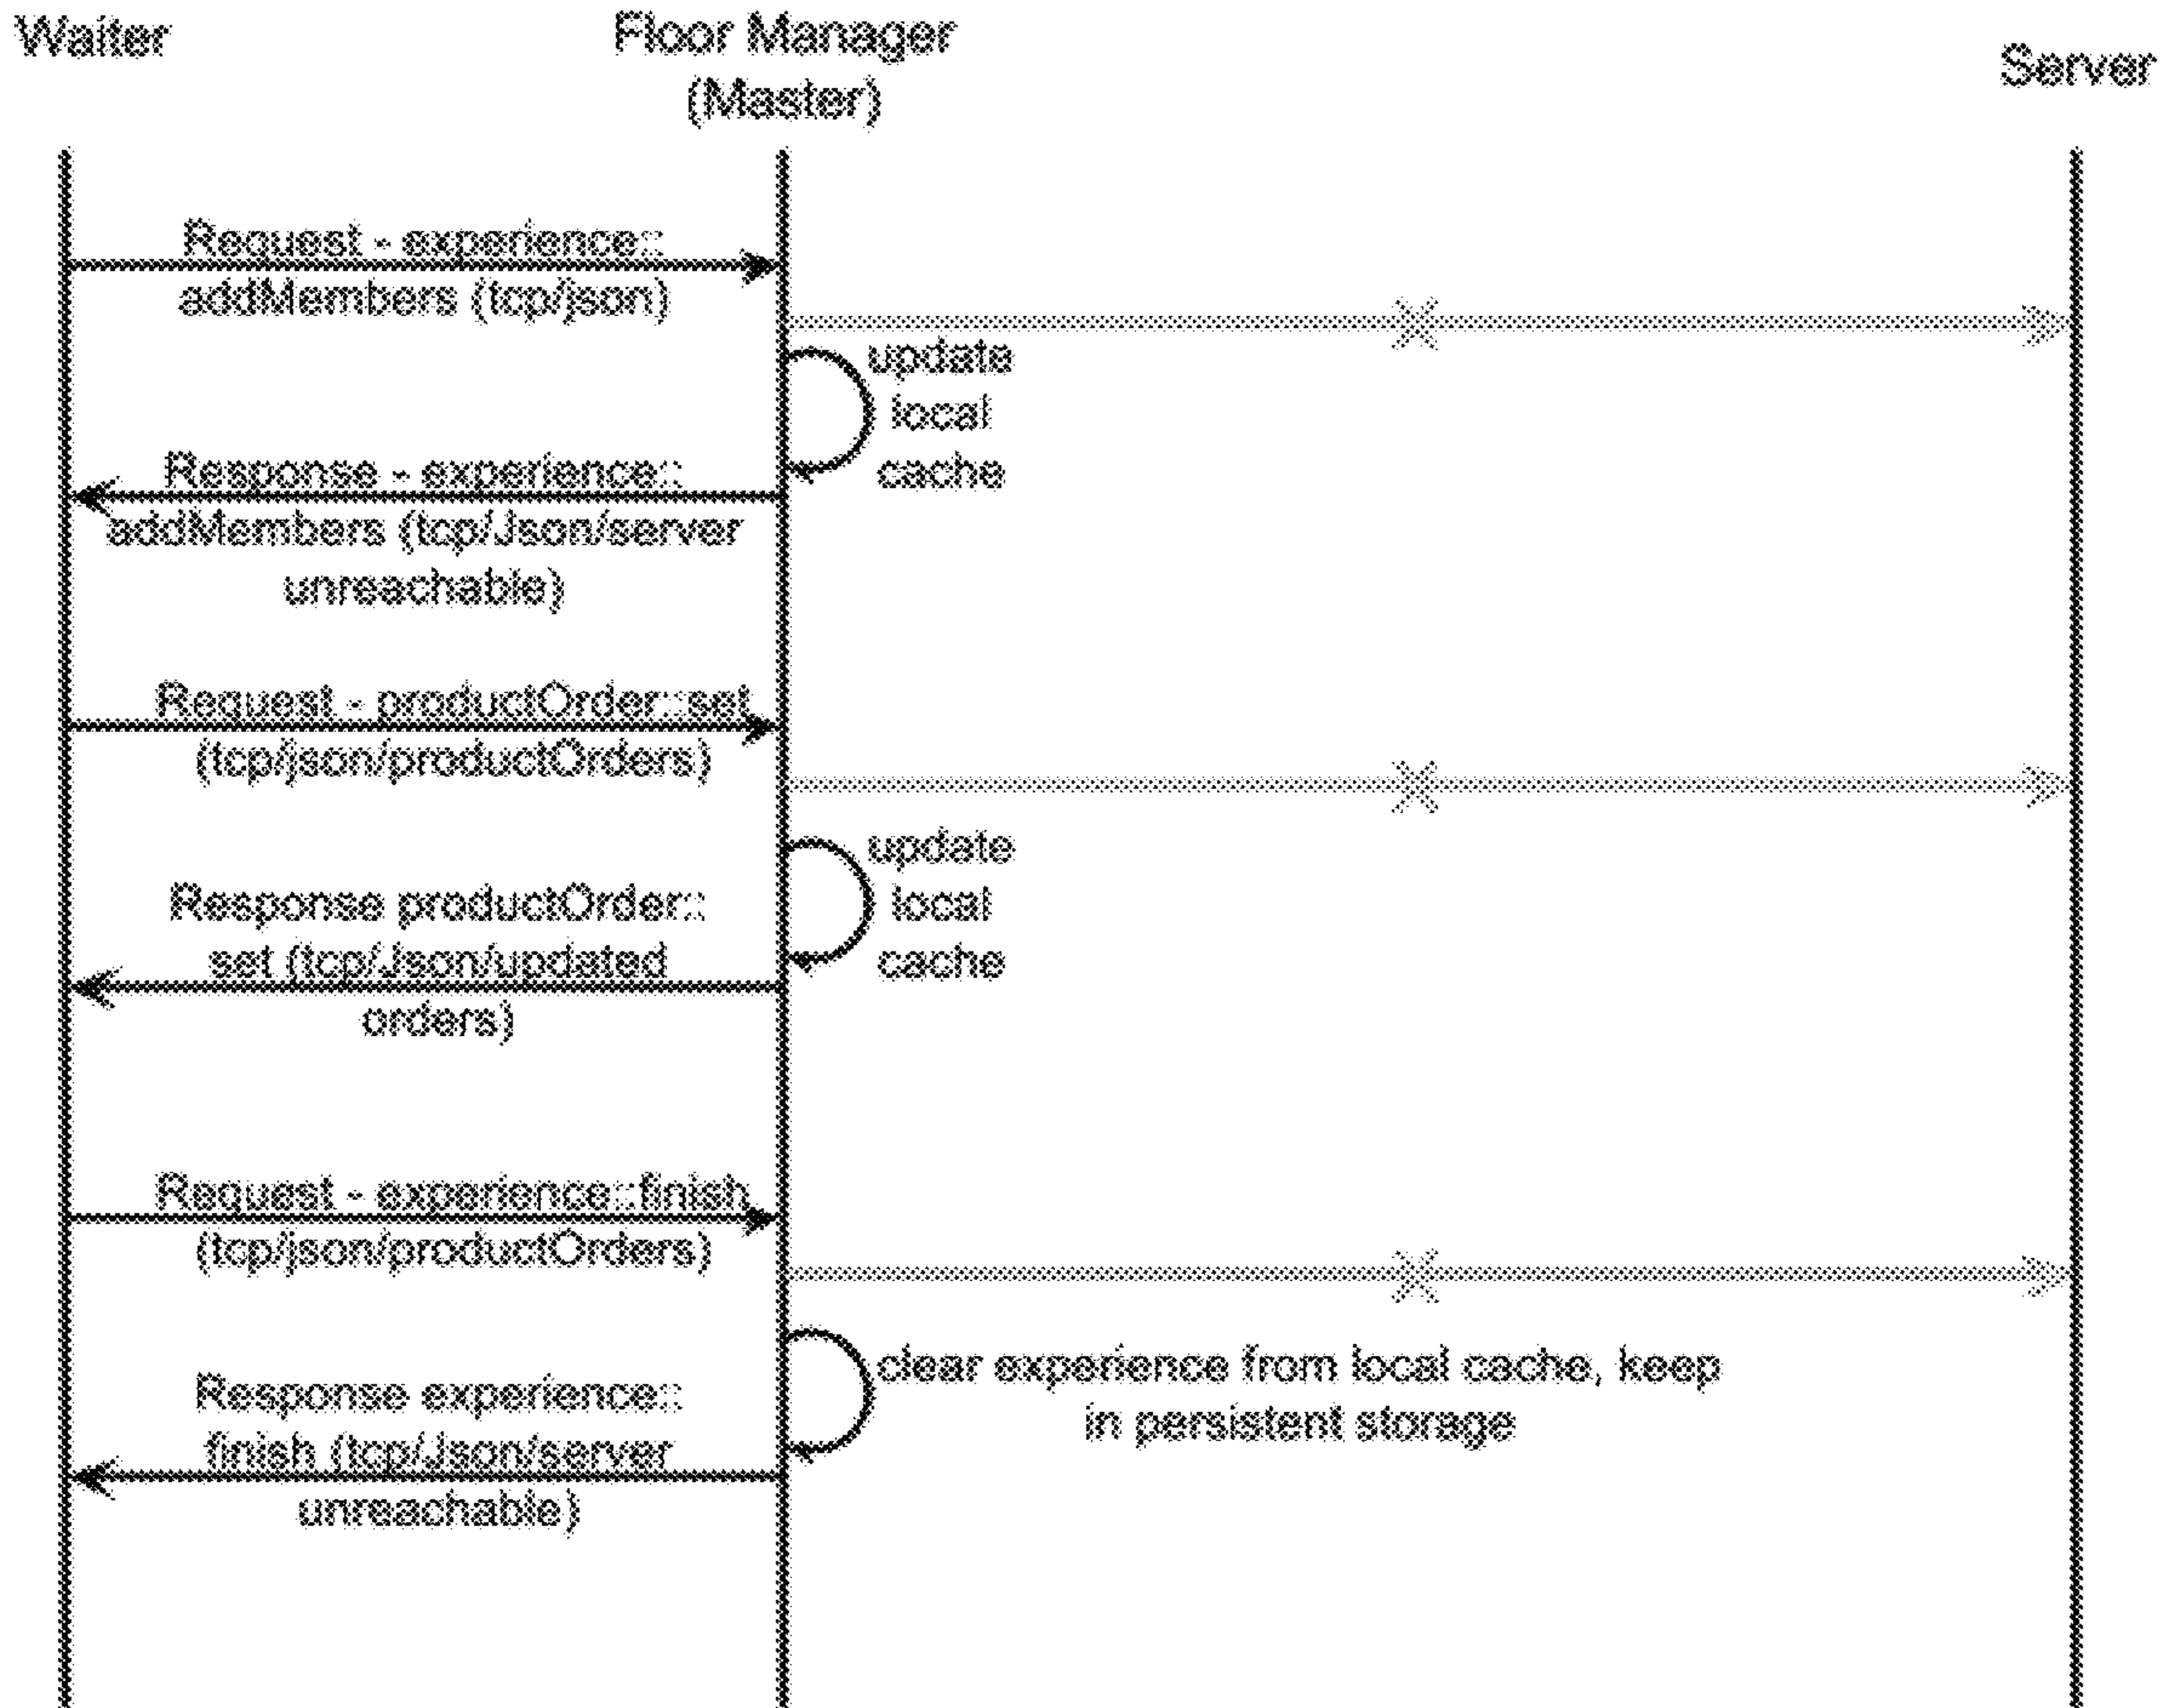 Waiter
Floor Manager
(Master)
Server
Request - experience::
addMembers (tcp/json)
update
local
cache
Response - experience::
addMembers (tcp/Json/server
unreachable)
Request - productOrder::set
(tcp/json/productOrders)
update
local
cache
Response productOrder::
set (tcp/Json/updated
orders)
Request - experience::finish
(tcp/json/productOrders)
clear experience from local cache, keep
in persistent storage
Response experience::
finish (tcp/Json/server
unreachable)